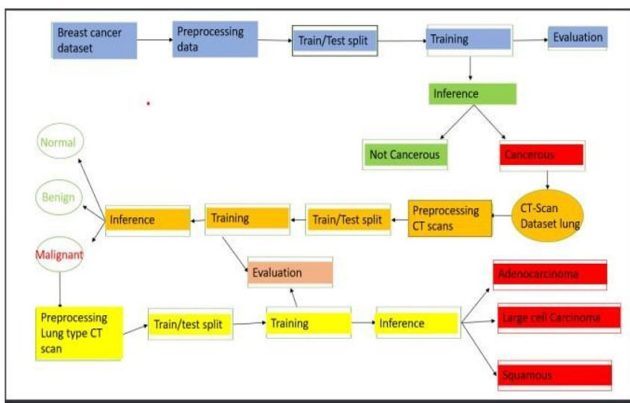 Breast cancer
dataset
Preprocessing
data
Train/Test split
Training
Evaluation
Inference
Not Cancerous
Cancerous
Normal
Benign
Malignant
Inference
Training
Train/Test split
Preprocessing
CT scans
CT-Scan
Dataset lung
Evaluation
Preprocessing
Lung type CT
scan
Train/test split
Training
Inference
Adenocarcinoma
Large cell Carcinoma
Squamous